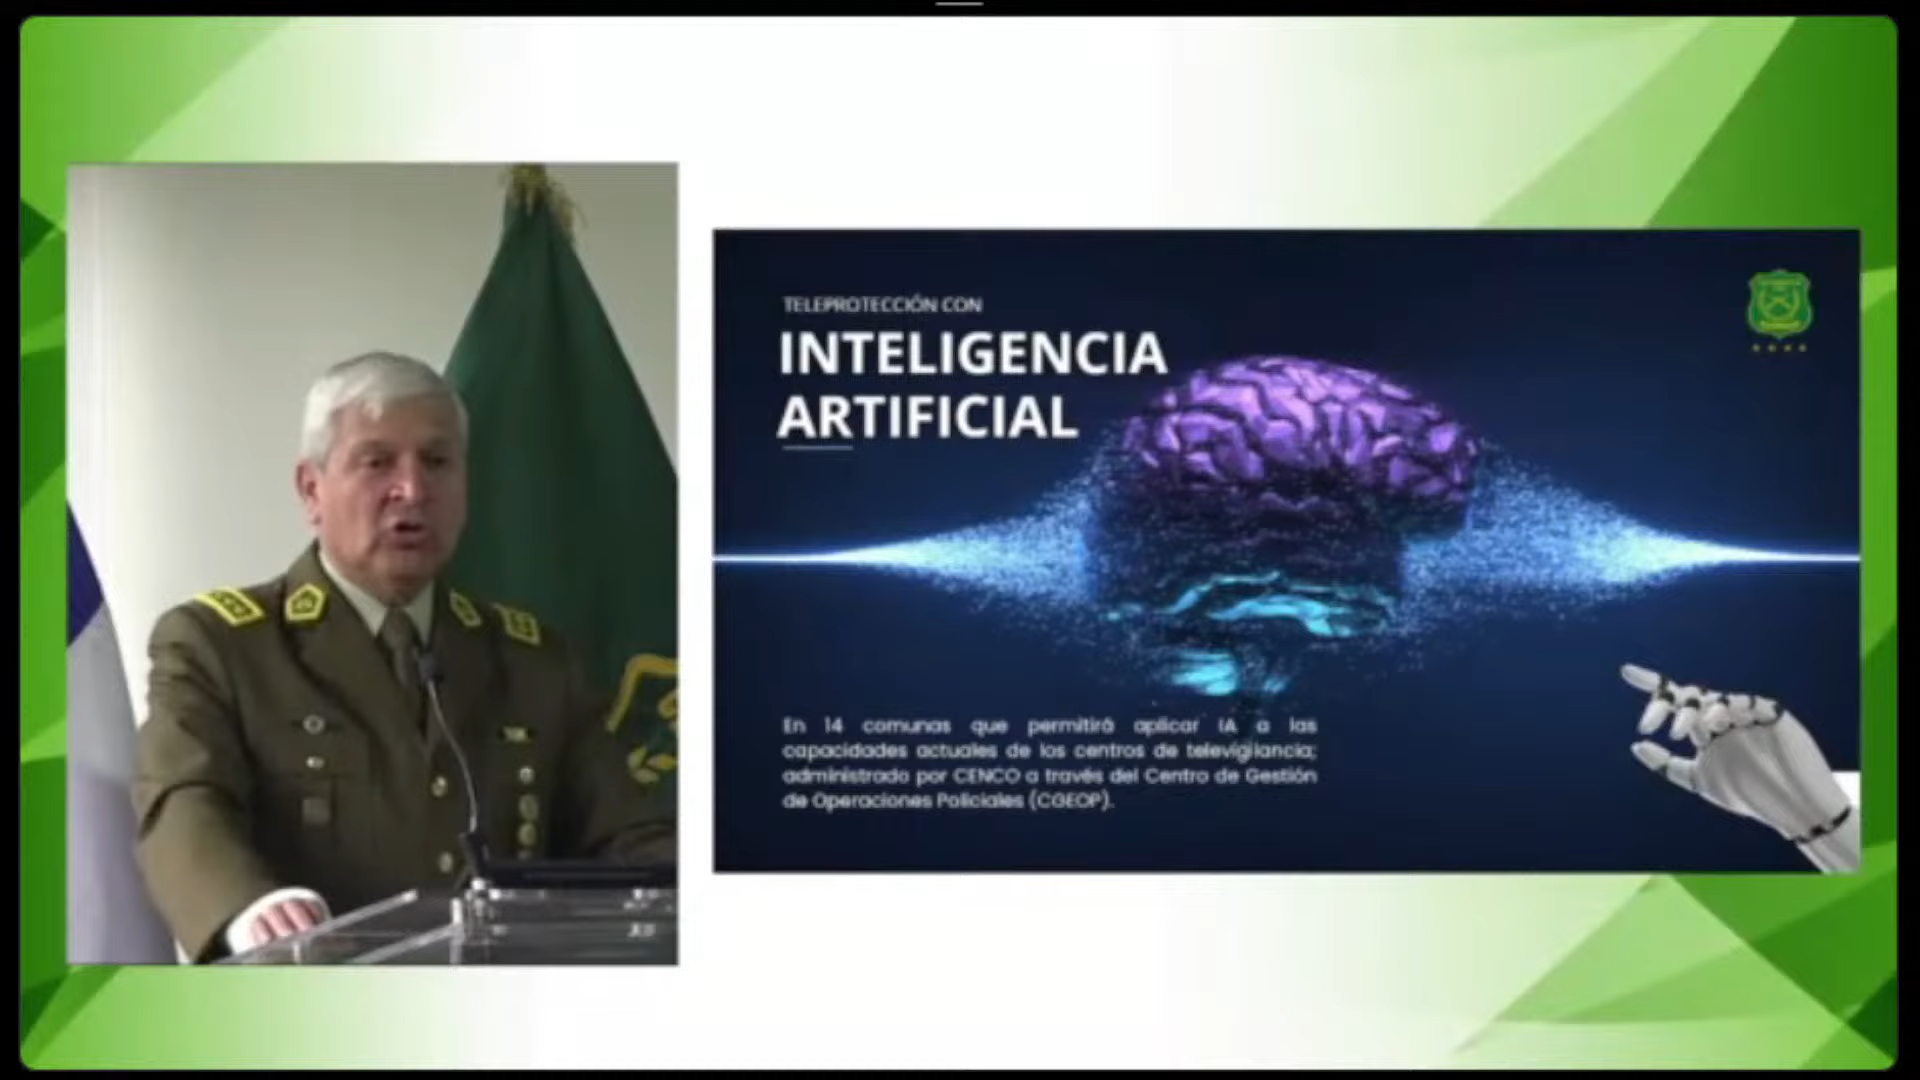 TELEPROTECCIÓN CON
INTELIGENCIA
ARTIFICIAL
En 14 comunas que permitirá aplicar IA a las
capacidades actuales de los centros de televigilancia;
administrado por CENCO a través del Centro de Gestión
de Operaciones Policiales (CGEOP).